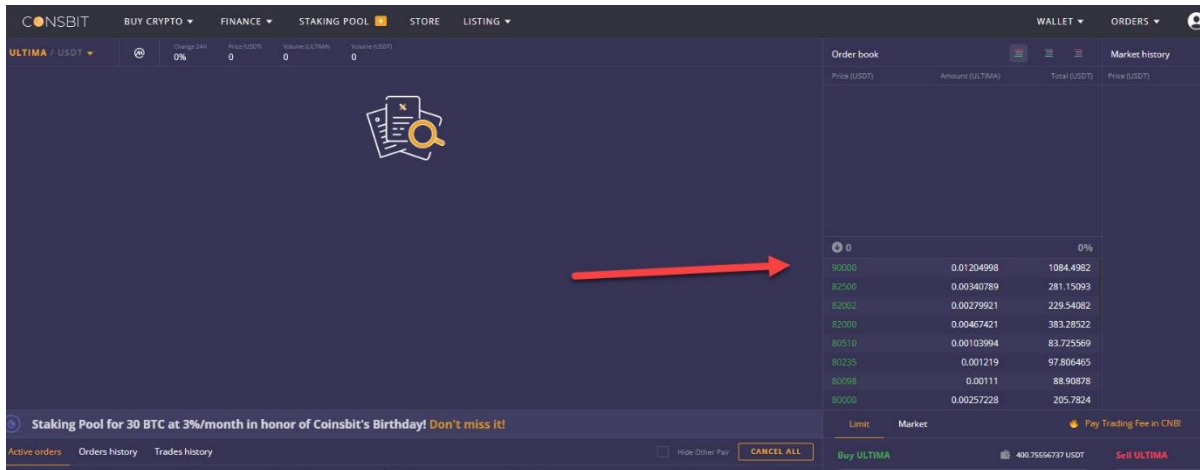 CONSBIT BUY CRYPTO FINANCE STAKING POOL STORE LISTING WALLET ORDERS
ULTIMA / USDT Change 24H Price (USDT) Volume (ULTIMA) Volume (USDT)
0% 0 0 0
Order book Market history
Price (USDT) Amount (ULTIMA) Total (USDT) Price (USDT)
0 0%
90000 0.01204998 1084.4982
82500 0.00340789 281.15093
82002 0.00279921 229.54082
82000 0.00467421 383.28522
80510 0.00103994 83.725569
80235 0.001219 97.806465
80098 0.00111 88.90878
80000 0.00257228 205.7824
Staking Pool for 30 BTC at 3%/month in honor of Coinsbit's Birthday! Don't miss it!
Limit Market Pay Trading Fee in CNB!
Active orders Orders history Trades history Hide Other Pair CANCEL ALL
Buy ULTIMA 400.75556737 USDT Sell ULTIMA